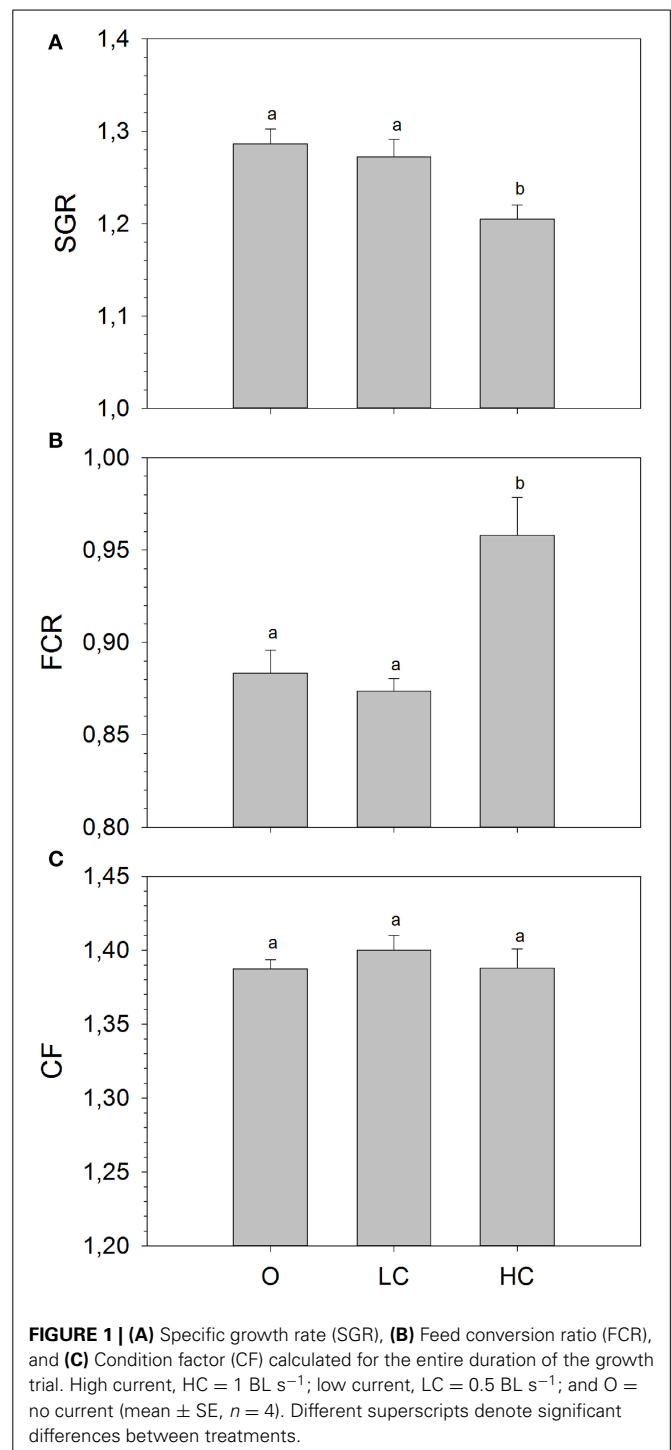 A
1,4
1,3
1,2
1,1
1,0
SGR
a
a
b
B
1,00
0,95
0,90
0,85
0,80
FCR
a
a
b
C
1,45
1,40
1,35
1,30
1,25
1,20
CF
a
a
a
O LC HC
FIGURE 1 | (A) Specific growth rate (SGR), (B) Feed conversion ratio (FCR),
and (C) Condition factor (CF) calculated for the entire duration of the growth
trial. High current, HC = 1 BL s⁻¹; low current, LC = 0.5 BL s⁻¹; and O =
no current (mean ± SE, n = 4). Different superscripts denote significant
differences between treatments.